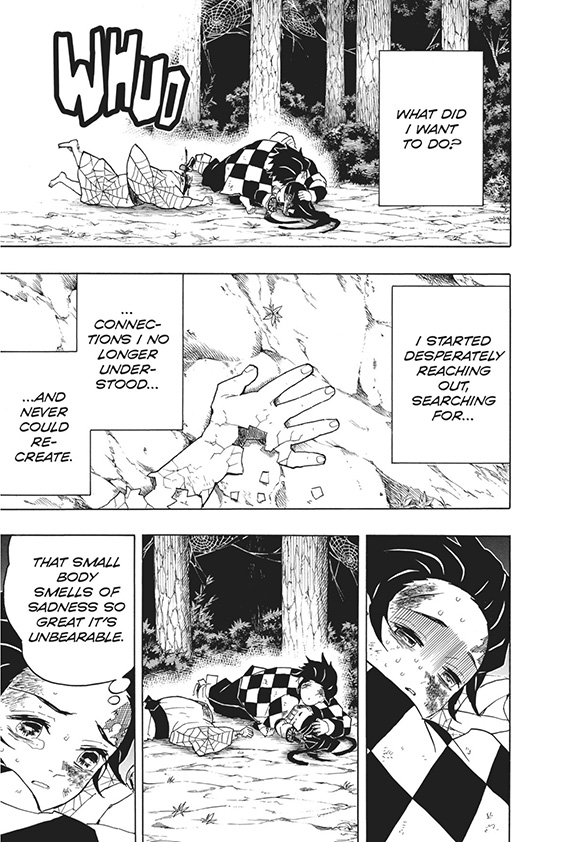 WHUD
WHAT DID
I WANT
TO DO?
I STARTED
DESPERATELY
REACHING
OUT,
SEARCHING
FOR...
...
CONNEC-
TIONS I NO
LONGER
UNDER-
STOOD...
...AND
NEVER
COULD
RE-
CREATE.
THAT SMALL
BODY
SMELLS OF
SADNESS SO
GREAT IT'S
UNBEARABLE.